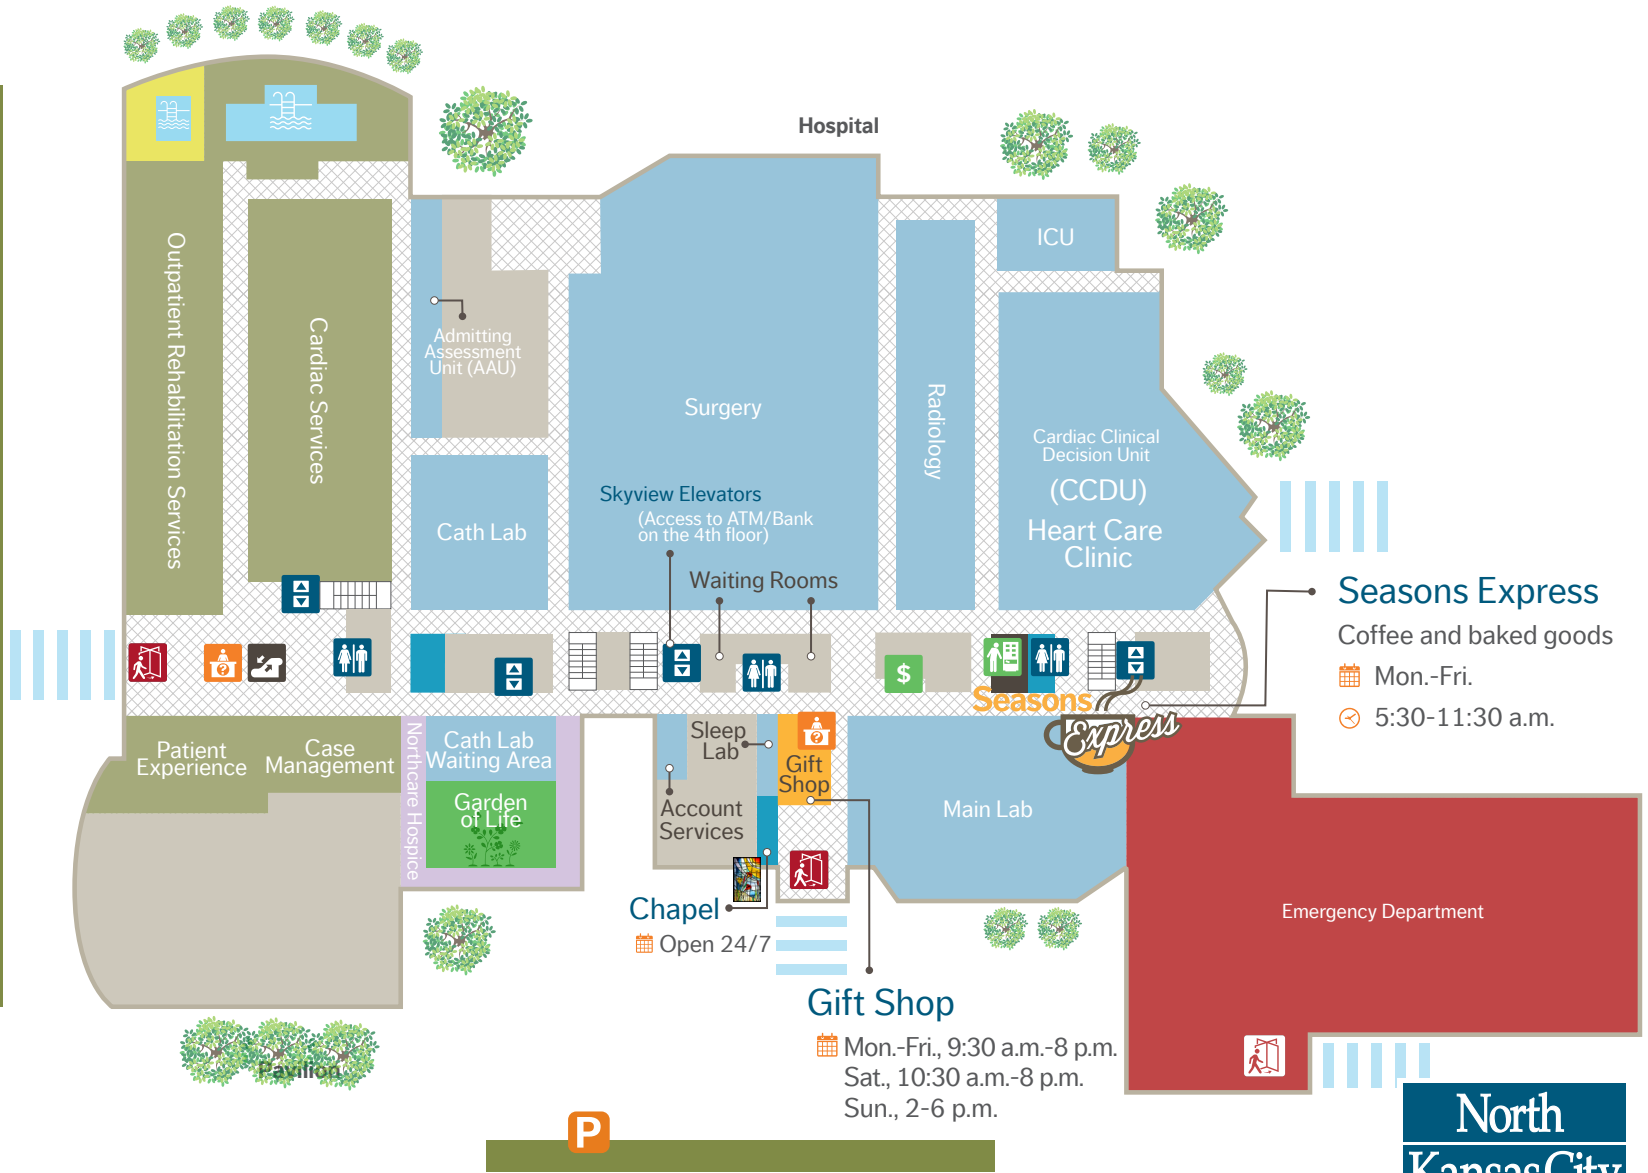 Hospital
ICU
Outpatient Rehabilitation Services
Cardiac Services
Admitting
Assessment
Unit (AAU)
Surgery
Radiology
Cardiac Clinical
Decision Unit
(CCDU)
Heart Care
Clinic
Cath Lab
Skyview Elevators
(Access to ATM/Bank
on the 4th floor)
Waiting Rooms
Seasons Express
Coffee and baked goods
Mon.-Fri.
5:30-11:30 a.m.
?
$
Seasons
Express
Patient
Experience
Case
Management
Northcare Hospice
Cath Lab
Waiting Area
Garden
of Life
Sleep
Lab
?
Gift
Shop
Account
Services
Main Lab
Emergency Department
Chapel
Open 24/7
Gift Shop
Mon.-Fri., 9:30 a.m.-8 p.m.
Sat., 10:30 a.m.-8 p.m.
Sun., 2-6 p.m.
Pavilion
P
North
KansasCity